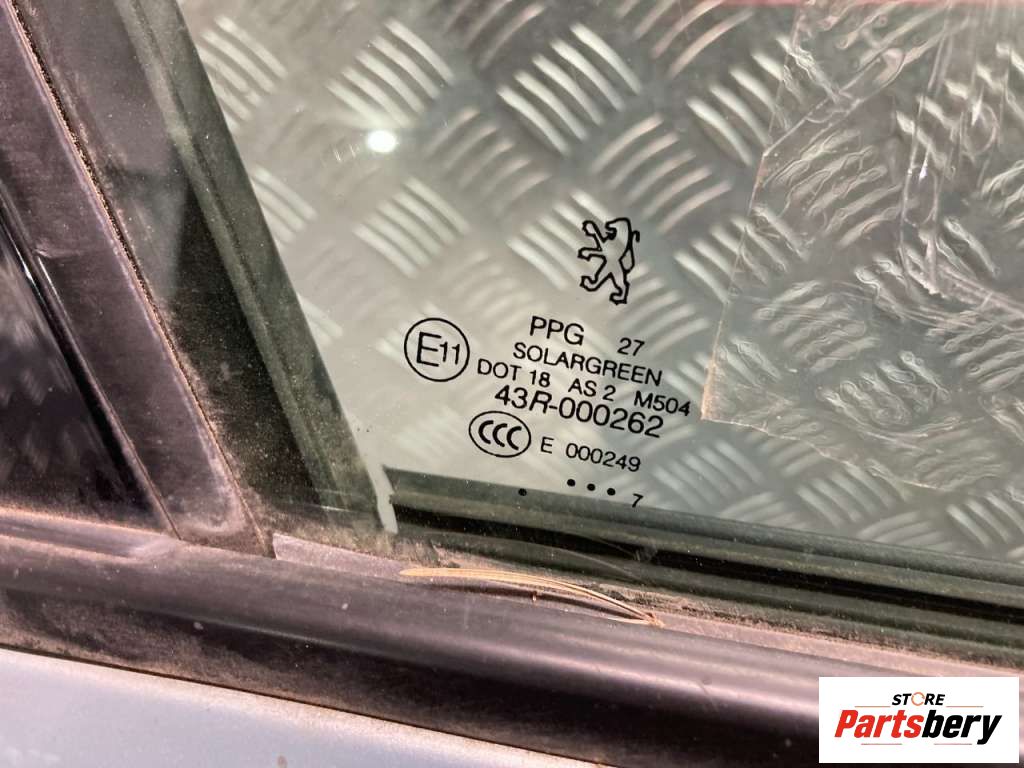 PPG 27
SOLARGREEN
E11
DOT 18 AS 2 M504
43R-000262
CCC E 000249
. ... 7
STORE
Partsbery